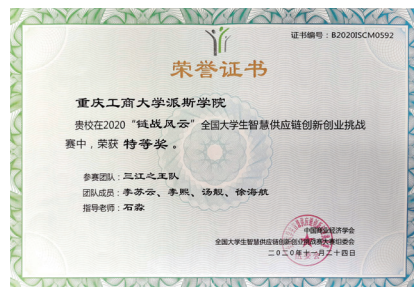 证书编号：B2020ISCM0592
荣誉证书
重庆工商大学派斯学院
贵校在2020“链战风云”全国大学生智慧供应链创新创业挑战
赛中，荣获 特等奖 。
参赛团队：三江之王队
团队成员：李苏云、李熙、汤靓、徐海航
指导老师：石淼
中国商业经济学会
全国大学生智慧供应链创新创业挑战赛大赛组委会
二〇二〇年十一月二十四日